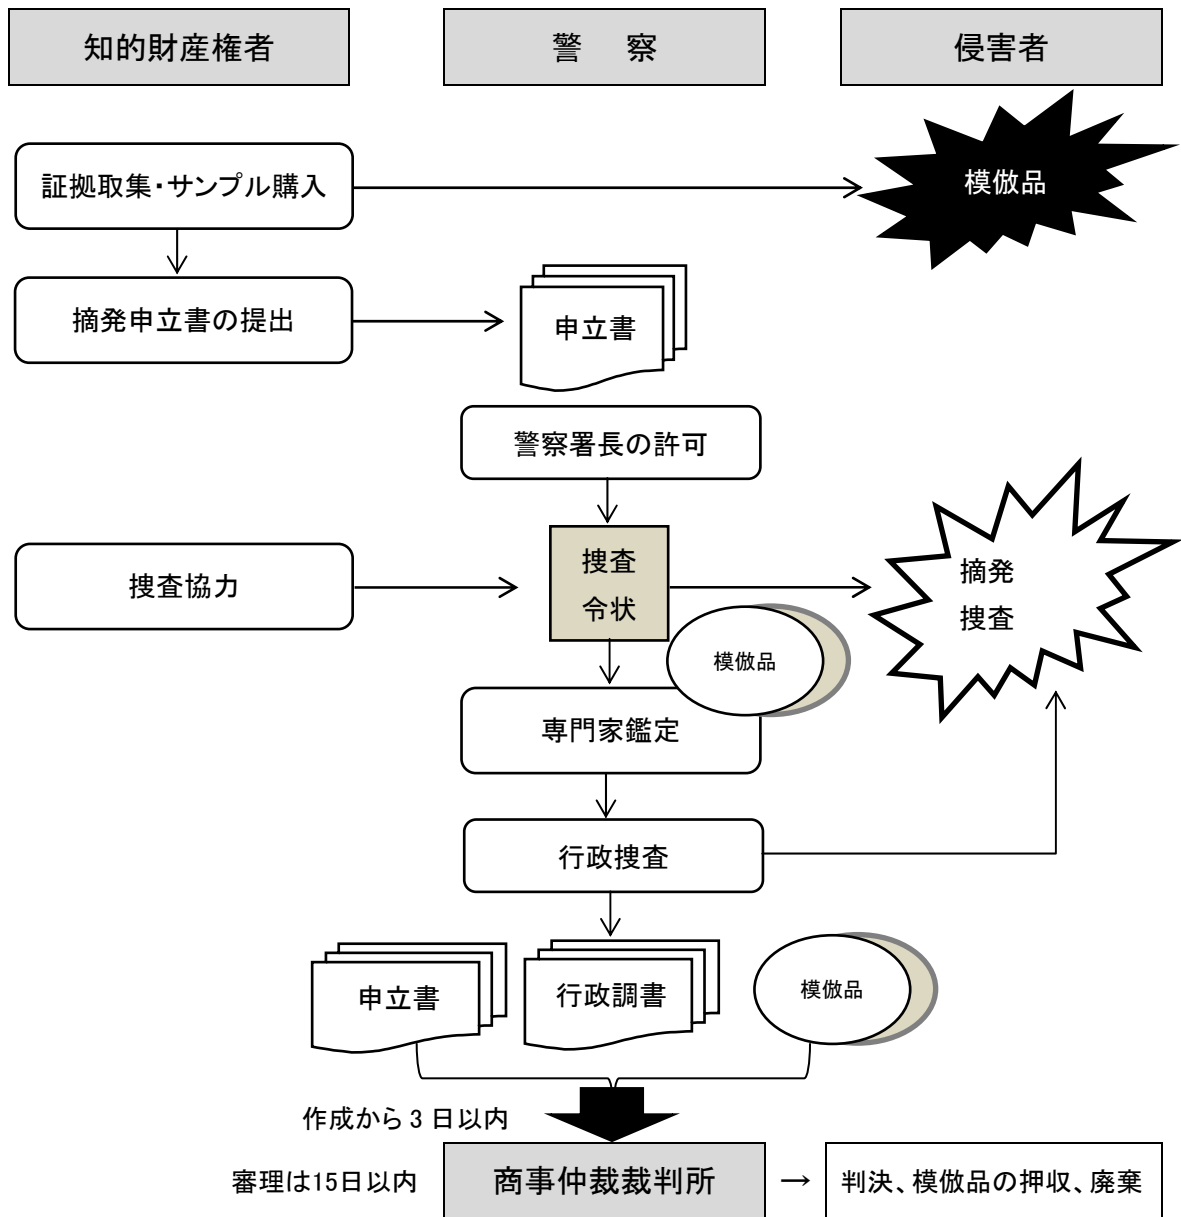 知的財産権者
警 察
侵害者
証拠取集・サンプル購入
模倣品
摘発申立書の提出
申立書
警察署長の許可
捜査協力
捜査
令状
摘発
捜査
模倣品
専門家鑑定
行政捜査
申立書
行政調書
模倣品
作成から3日以内
審理は15日以内
商事仲裁裁判所
→
判決、模倣品の押収、廃棄